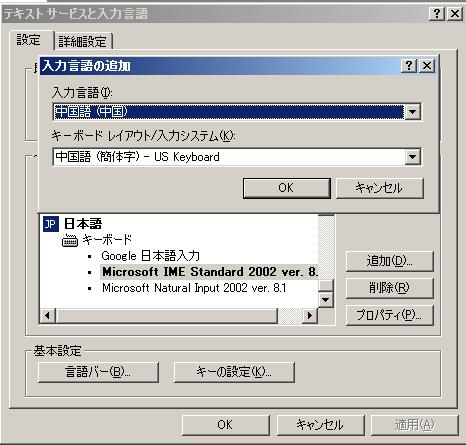 テキスト サービスと入力言語
設定
詳細設定
入力言語の追加
入力言語(I):
中国語 (中国)
キーボード レイアウト/入力システム(K):
中国語 (簡体字) - US Keyboard
OK
キャンセル
JP 日本語
キーボード
• Google 日本語入力
• Microsoft IME Standard 2002 ver. 8.
• Microsoft Natural Input 2002 ver. 8.1
追加(D)...
削除(R)
プロパティ(P)...
基本設定
言語バー(B)...
キーの設定(K)...
OK
キャンセル
適用(A)